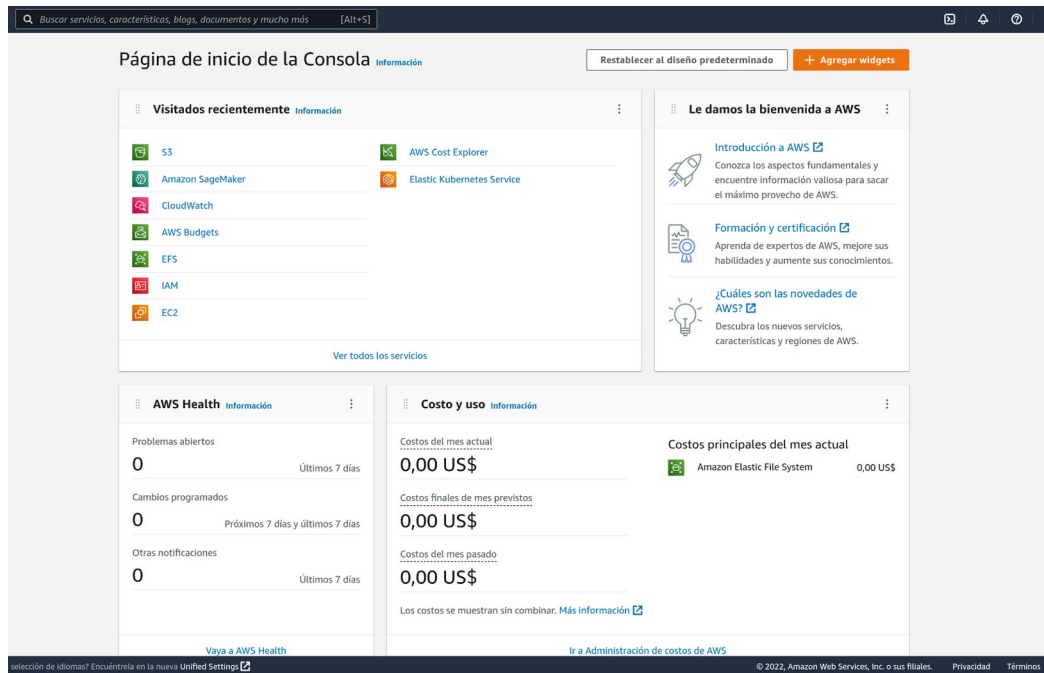 Buscar servicios, características, blogs, documentos y mucho más [Alt+S]
Página de inicio de la Consola Información
Restablecer al diseño predeterminado
Agregar widgets
Visitados recientemente Información
S3
Amazon SageMaker
CloudWatch
AWS Budgets
EFS
IAM
EC2
AWS Cost Explorer
Elastic Kubernetes Service
Ver todos los servicios
Le damos la bienvenida a AWS
Introducción a AWS
Conozca los aspectos fundamentales y
encuentre información valiosa para sacar
el máximo provecho de AWS.
Formación y certificación
Aprenda de expertos de AWS, mejore sus
habilidades y aumente sus conocimientos.
¿Cuáles son las novedades de
AWS?
Descubra los nuevos servicios,
características y regiones de AWS.
AWS Health Información
Problemas abiertos
0 Últimos 7 días
Cambios programados
0 Próximos 7 días y últimos 7 días
Otras notificaciones
0 Últimos 7 días
Vaya a AWS Health
Costo y uso Información
Costos del mes actual
0,00 US$
Costos finales de mes previstos
0,00 US$
Costos del mes pasado
0,00 US$
Los costos se muestran sin combinar. Más información
Costos principales del mes actual
Amazon Elastic File System 0,00 US$
Ir a Administración de costos de AWS
selección de idiomas? Encuéntrela en la nueva Unified Settings
© 2022, Amazon Web Services, Inc. o sus filiales. Privacidad Términos